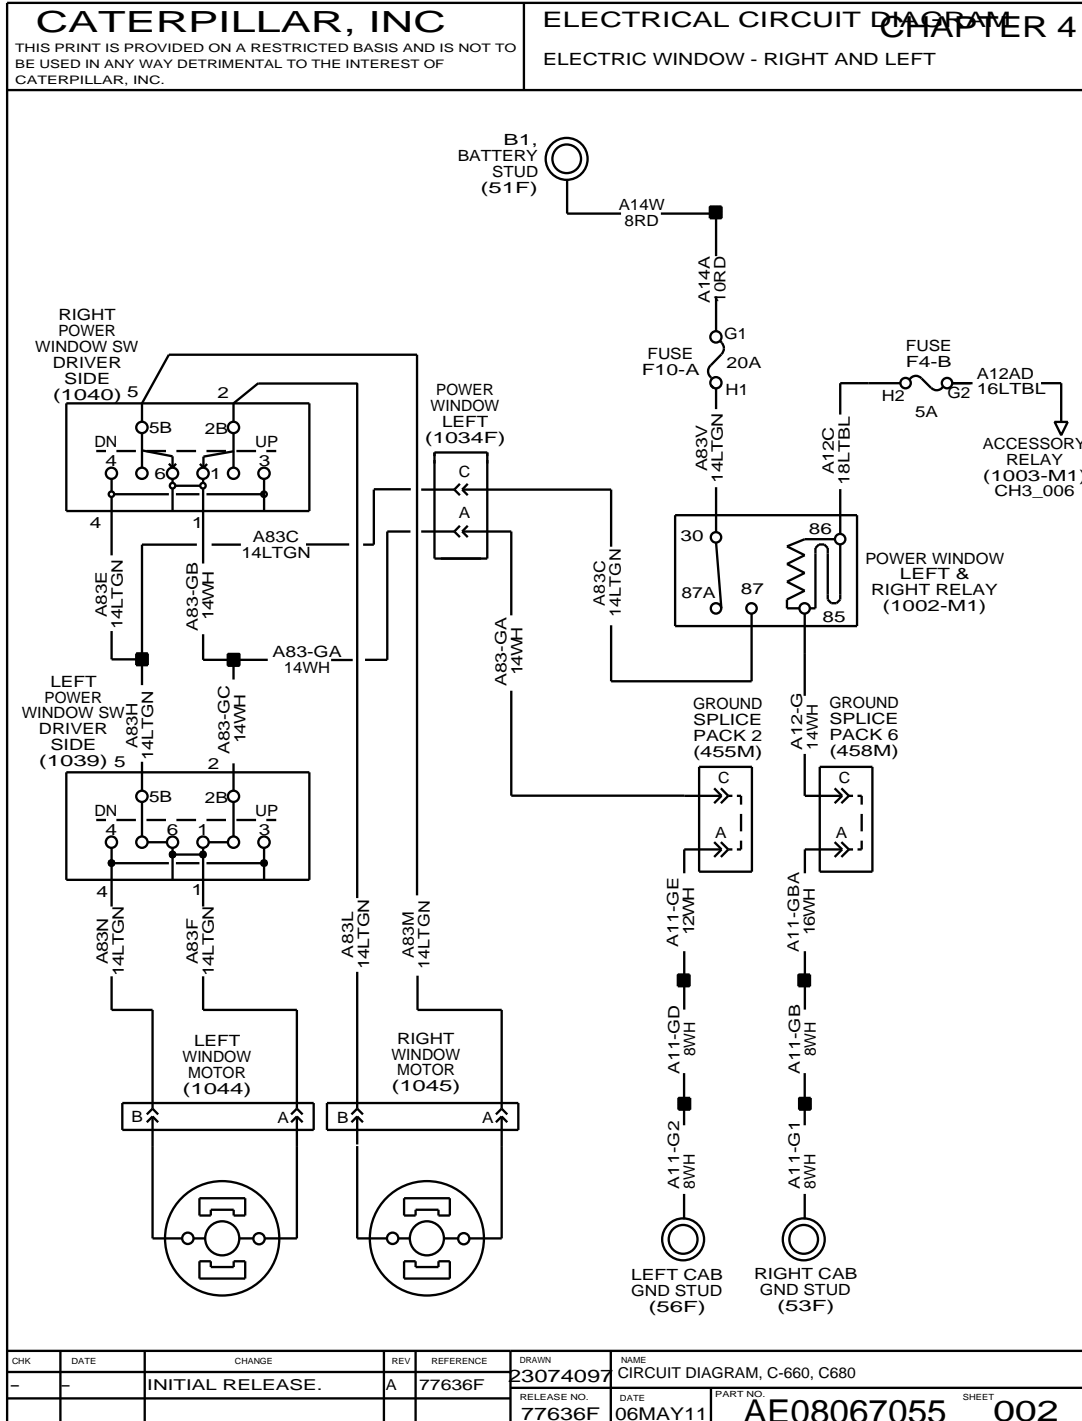 CATERPILLAR, INC
THIS PRINT IS PROVIDED ON A RESTRICTED BASIS AND IS NOT TO
BE USED IN ANY WAY DETRIMENTAL TO THE INTEREST OF
CATERPILLAR, INC.
ELECTRICAL CIRCUIT DIAGRAM
CHAPTER 4
ELECTRIC WINDOW - RIGHT AND LEFT
B1,
BATTERY
STUD
(51F)
A14W
8RD
A14A
10RD
G1
FUSE
F10-A
20A
H1
A83V
14LTGN
FUSE
F4-B
H2
G2
5A
A12AD
16LTBL
A12C
18LTBL
ACCESSORY
RELAY
(1003-M1)
CH3_006
30
86
87A
87
85
POWER WINDOW
LEFT &
RIGHT RELAY
(1002-M1)
RIGHT
POWER
WINDOW SW
DRIVER
SIDE
(1040)
5
2
5B
2B
DN
UP
4
6
1
3
4
1
POWER
WINDOW
LEFT
(1034F)
C
A
A83C
14LTGN
A83E
14LTGN
A83-GB
14WH
A83C
14LTGN
A83-GA
14WH
A83-GA
14WH
LEFT
POWER
WINDOW SW
DRIVER
SIDE
(1039)
A83H
14LTGN
A83-GC
14WH
5
2
5B
2B
DN
UP
4
6
1
3
4
1
GROUND
SPLICE
PACK 2
(455M)
C
A
A12-G
14WH
GROUND
SPLICE
PACK 6
(458M)
C
A
A83N
14LTGN
A83F
14LTGN
A83L
14LTGN
A83M
14LTGN
A11-GE
12WH
A11-GBA
16WH
A11-GD
8WH
A11-GB
8WH
LEFT
WINDOW
MOTOR
(1044)
RIGHT
WINDOW
MOTOR
(1045)
B
A
B
A
A11-G2
8WH
A11-G1
8WH
LEFT CAB
GND STUD
(56F)
RIGHT CAB
GND STUD
(53F)
CHK DATE CHANGE REV REFERENCE
– – INITIAL RELEASE. A 77636F
DRAWN
23074097
NAME
CIRCUIT DIAGRAM, C-660, C680
RELEASE NO.
77636F
DATE
06MAY11
PART NO.
AE08067055
SHEET
002